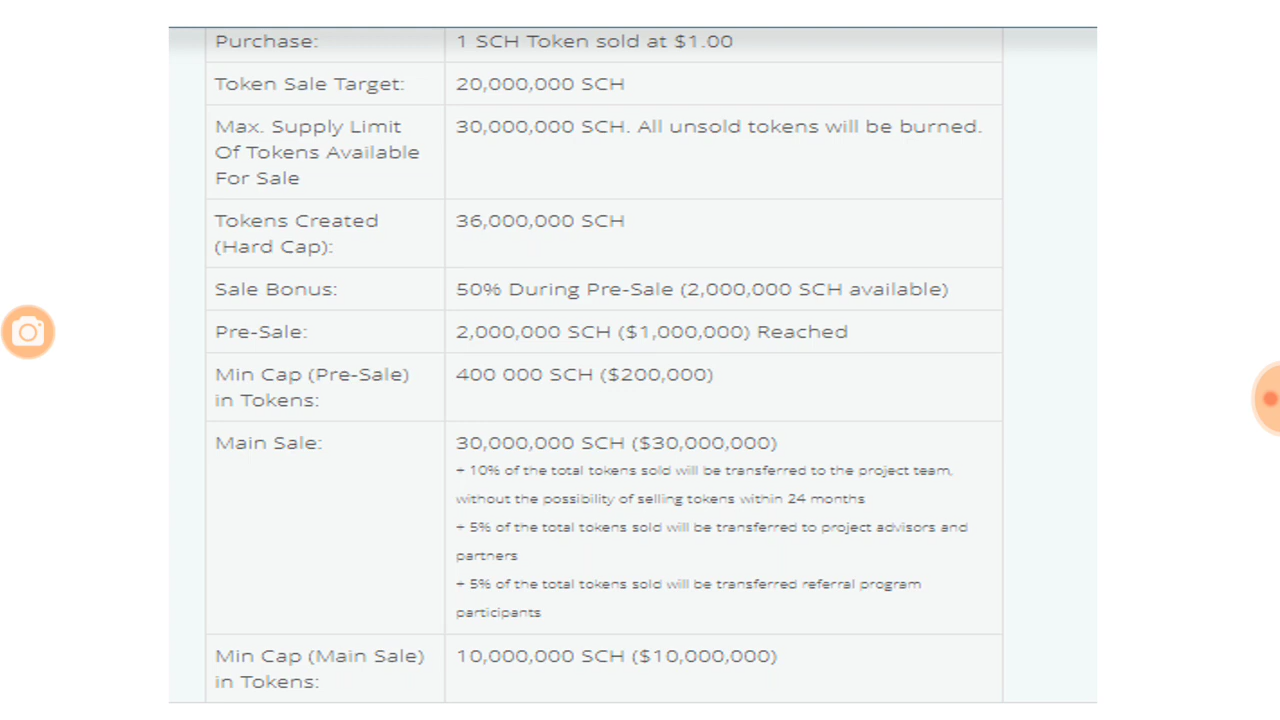 Purchase: 1 SCH Token sold at $1.00
Token Sale Target: 20,000,000 SCH
Max. Supply Limit 30,000,000 SCH. All unsold tokens will be burned.
Of Tokens Available
For Sale
Tokens Created 36,000,000 SCH
(Hard Cap):
Sale Bonus: 50% During Pre-Sale (2,000,000 SCH available)
Pre-Sale: 2,000,000 SCH ($1,000,000) Reached
Min Cap (Pre-Sale) 400 000 SCH ($200,000)
in Tokens:
Main Sale: 30,000,000 SCH ($30,000,000)
+ 10% of the total tokens sold will be transferred to the project team,
without the possibility of selling tokens within 24 months
+ 5% of the total tokens sold will be transferred to project advisors and
partners
+ 5% of the total tokens sold will be transferred referral program
participants
Min Cap (Main Sale) 10,000,000 SCH ($10,000,000)
in Tokens: